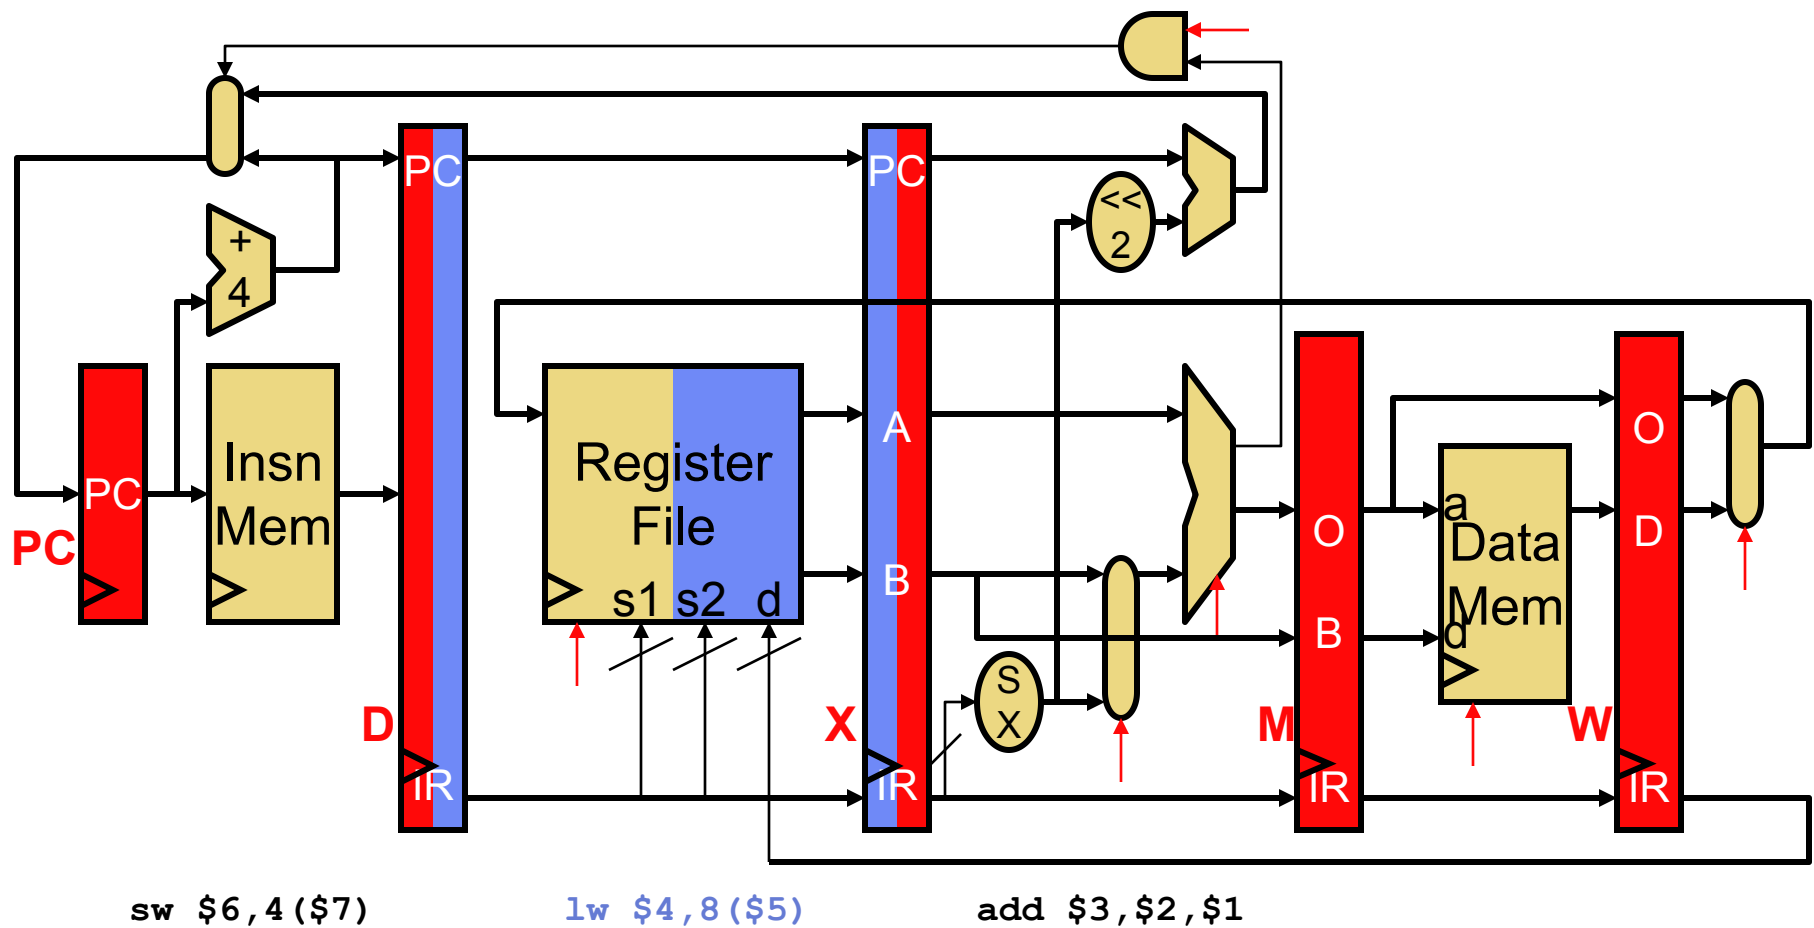 PC
PC
<<
2
+
4
A
Insn
Mem
Register
File
O
PC
PC
a
Data
Mem
d
O
D
B
s1
s2
d
B
S
X
D
X
M
W
IR
IR
IR
IR
sw $6,4($7)
lw $4,8($5)
add $3,$2,$1